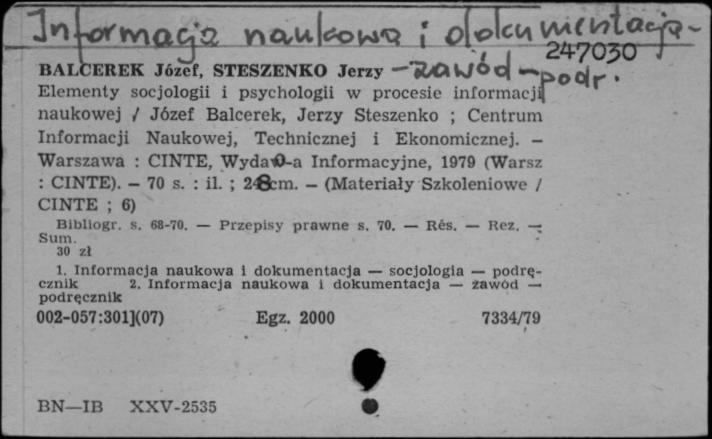 Informacja naukowa i dokumentacja -
247030
BALCEREK Józef, STESZENKO Jerzy - zawód - podr.
Elementy socjologii i psychologii w procesie informacji
naukowej / Józef Balcerek, Jerzy Steszenko ; Centrum
Informacji Naukowej, Technicznej i Ekonomicznej. —
Warszawa : CINTE, Wydaw-a Informacyjne, 1979 (Warsz
: CINTE). — 70 s. : il. ; cm. — (Materiały Szkoleniowe /
CINTE ; 6)
Bibliogr. s. 68-70. — Przepisy prawne s. 70. — Rés. — Rez. —
Sum.
30 zł
1. Informacja naukowa i dokumentacja — socjologia — podrę-
cznik 2. Informacja naukowa i dokumentacja — zawód —
podręcznik
002-057:301](07) Egz. 2000 7334/79
BN—IB XXV-2535